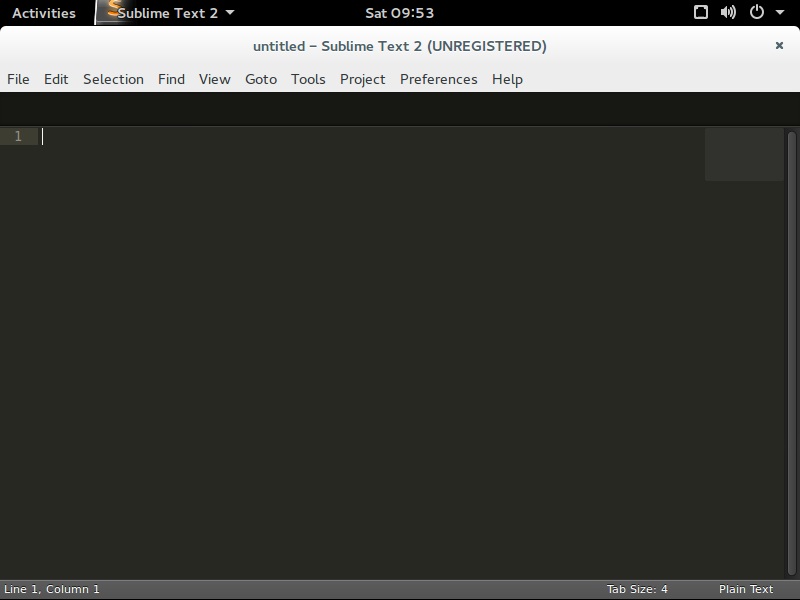 Activities Sublime Text 2 Sat 09:53
untitled – Sublime Text 2 (UNREGISTERED)
File Edit Selection Find View Goto Tools Project Preferences Help
1
Line 1, Column 1 Tab Size: 4 Plain Text